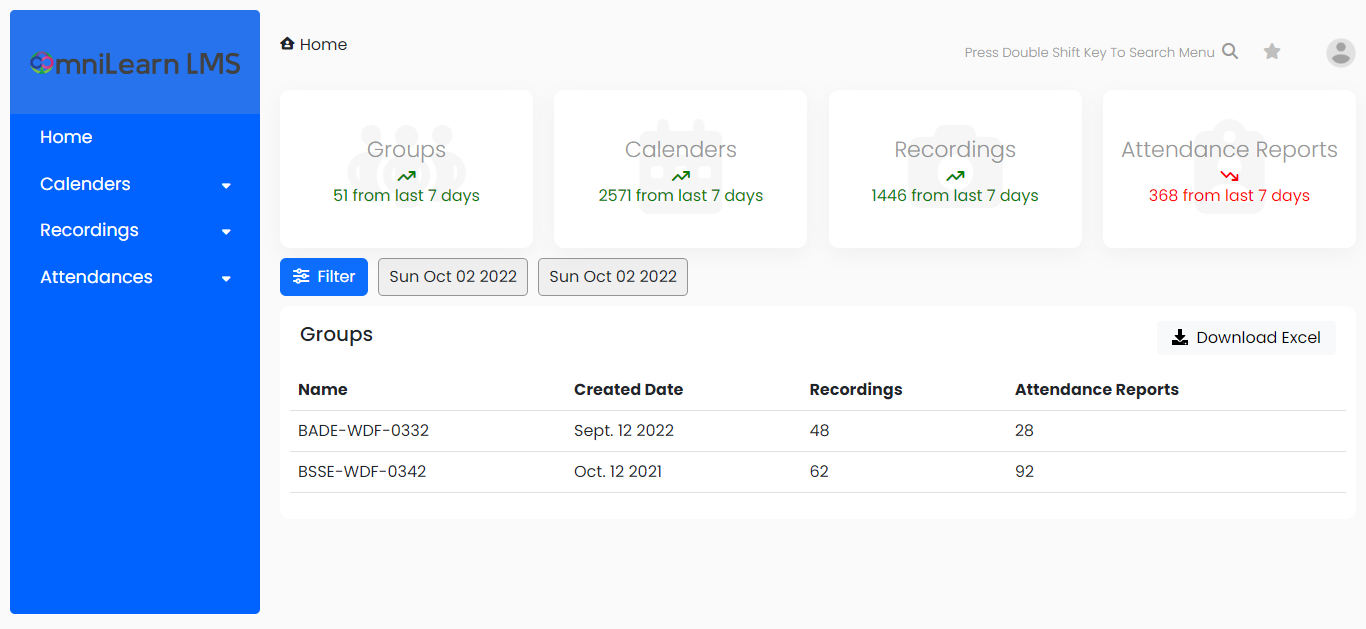 OmniLearn LMS
Home
Calenders
Recordings
Attendances
Home
Press Double Shift Key To Search Menu
Groups
51 from last 7 days
Calenders
2571 from last 7 days
Recordings
1446 from last 7 days
Attendance Reports
368 from last 7 days
Filter Sun Oct 02 2022 Sun Oct 02 2022
Groups
Download Excel
Name Created Date Recordings Attendance Reports
BADE-WDF-0332 Sept. 12 2022 48 28
BSSE-WDF-0342 Oct. 12 2021 62 92